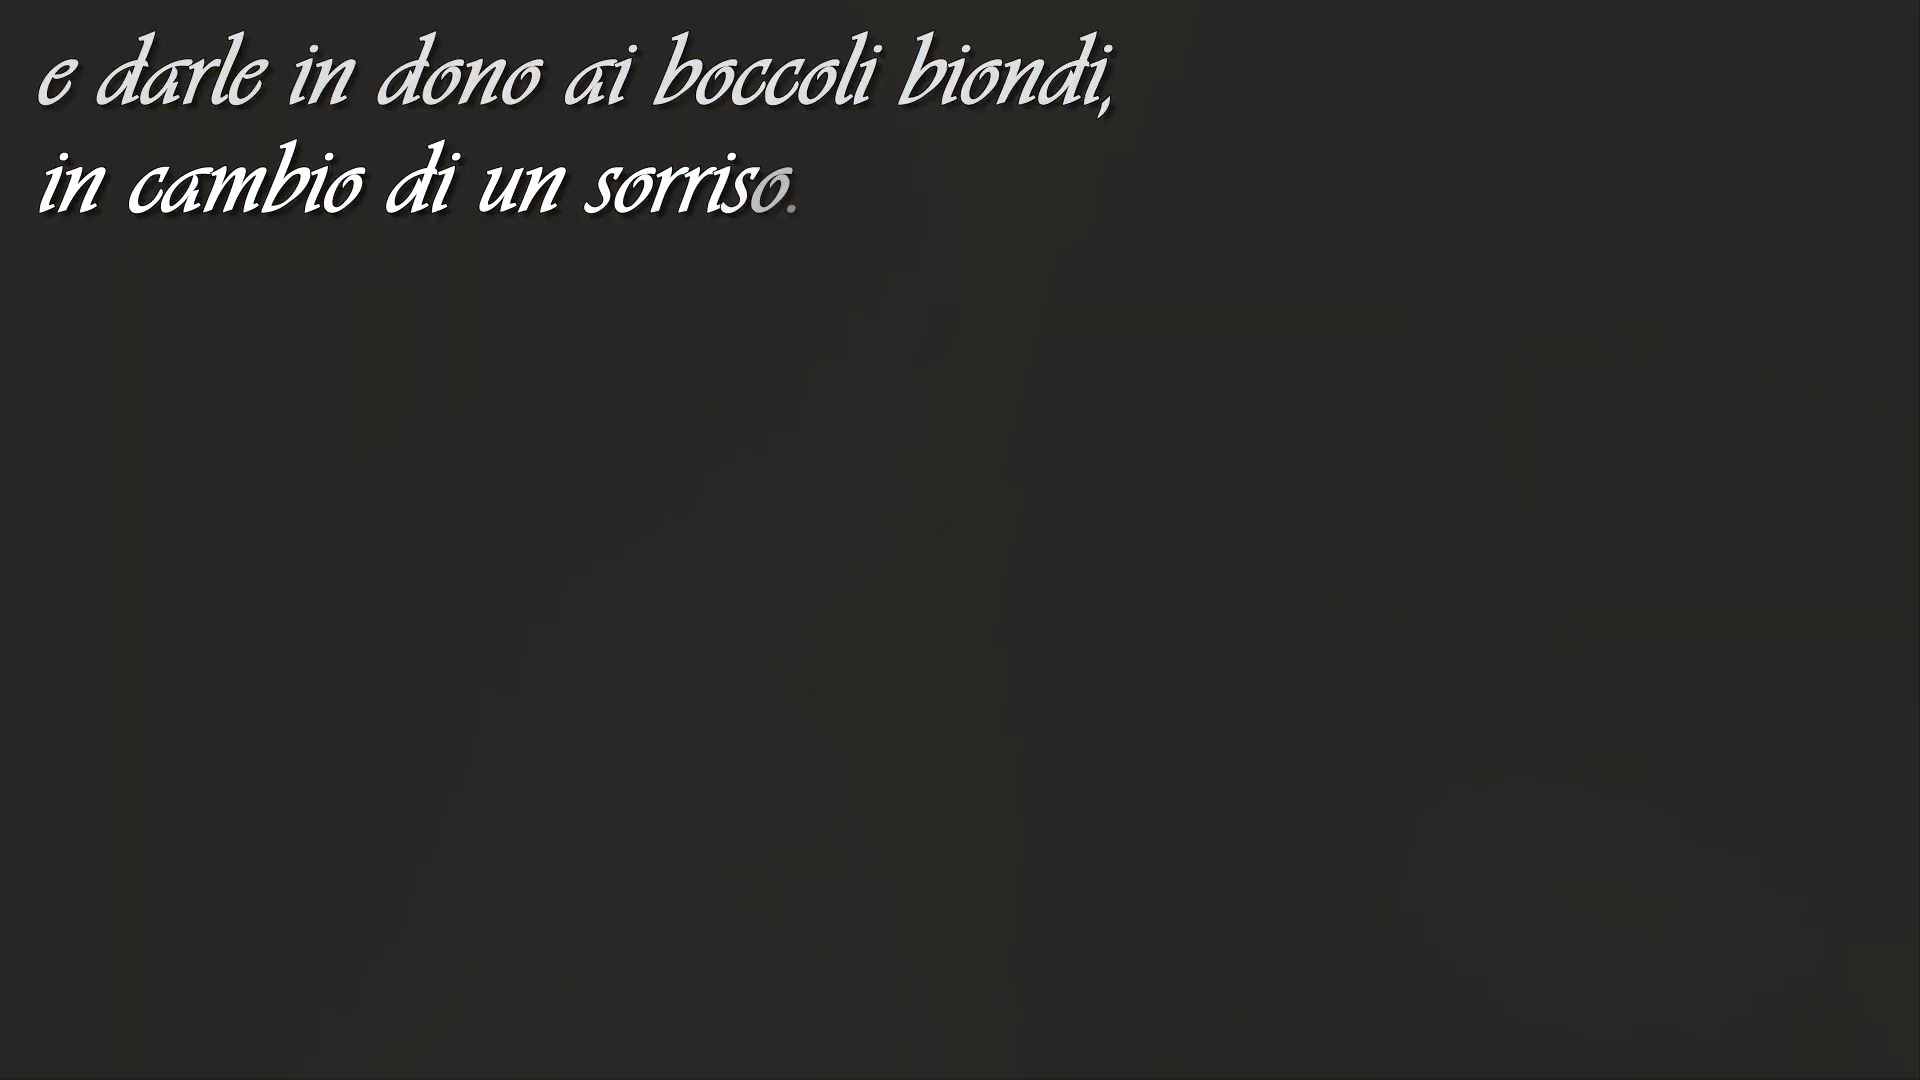 e darle in dono ai boccoli biondi,
in cambio di un sorriso.